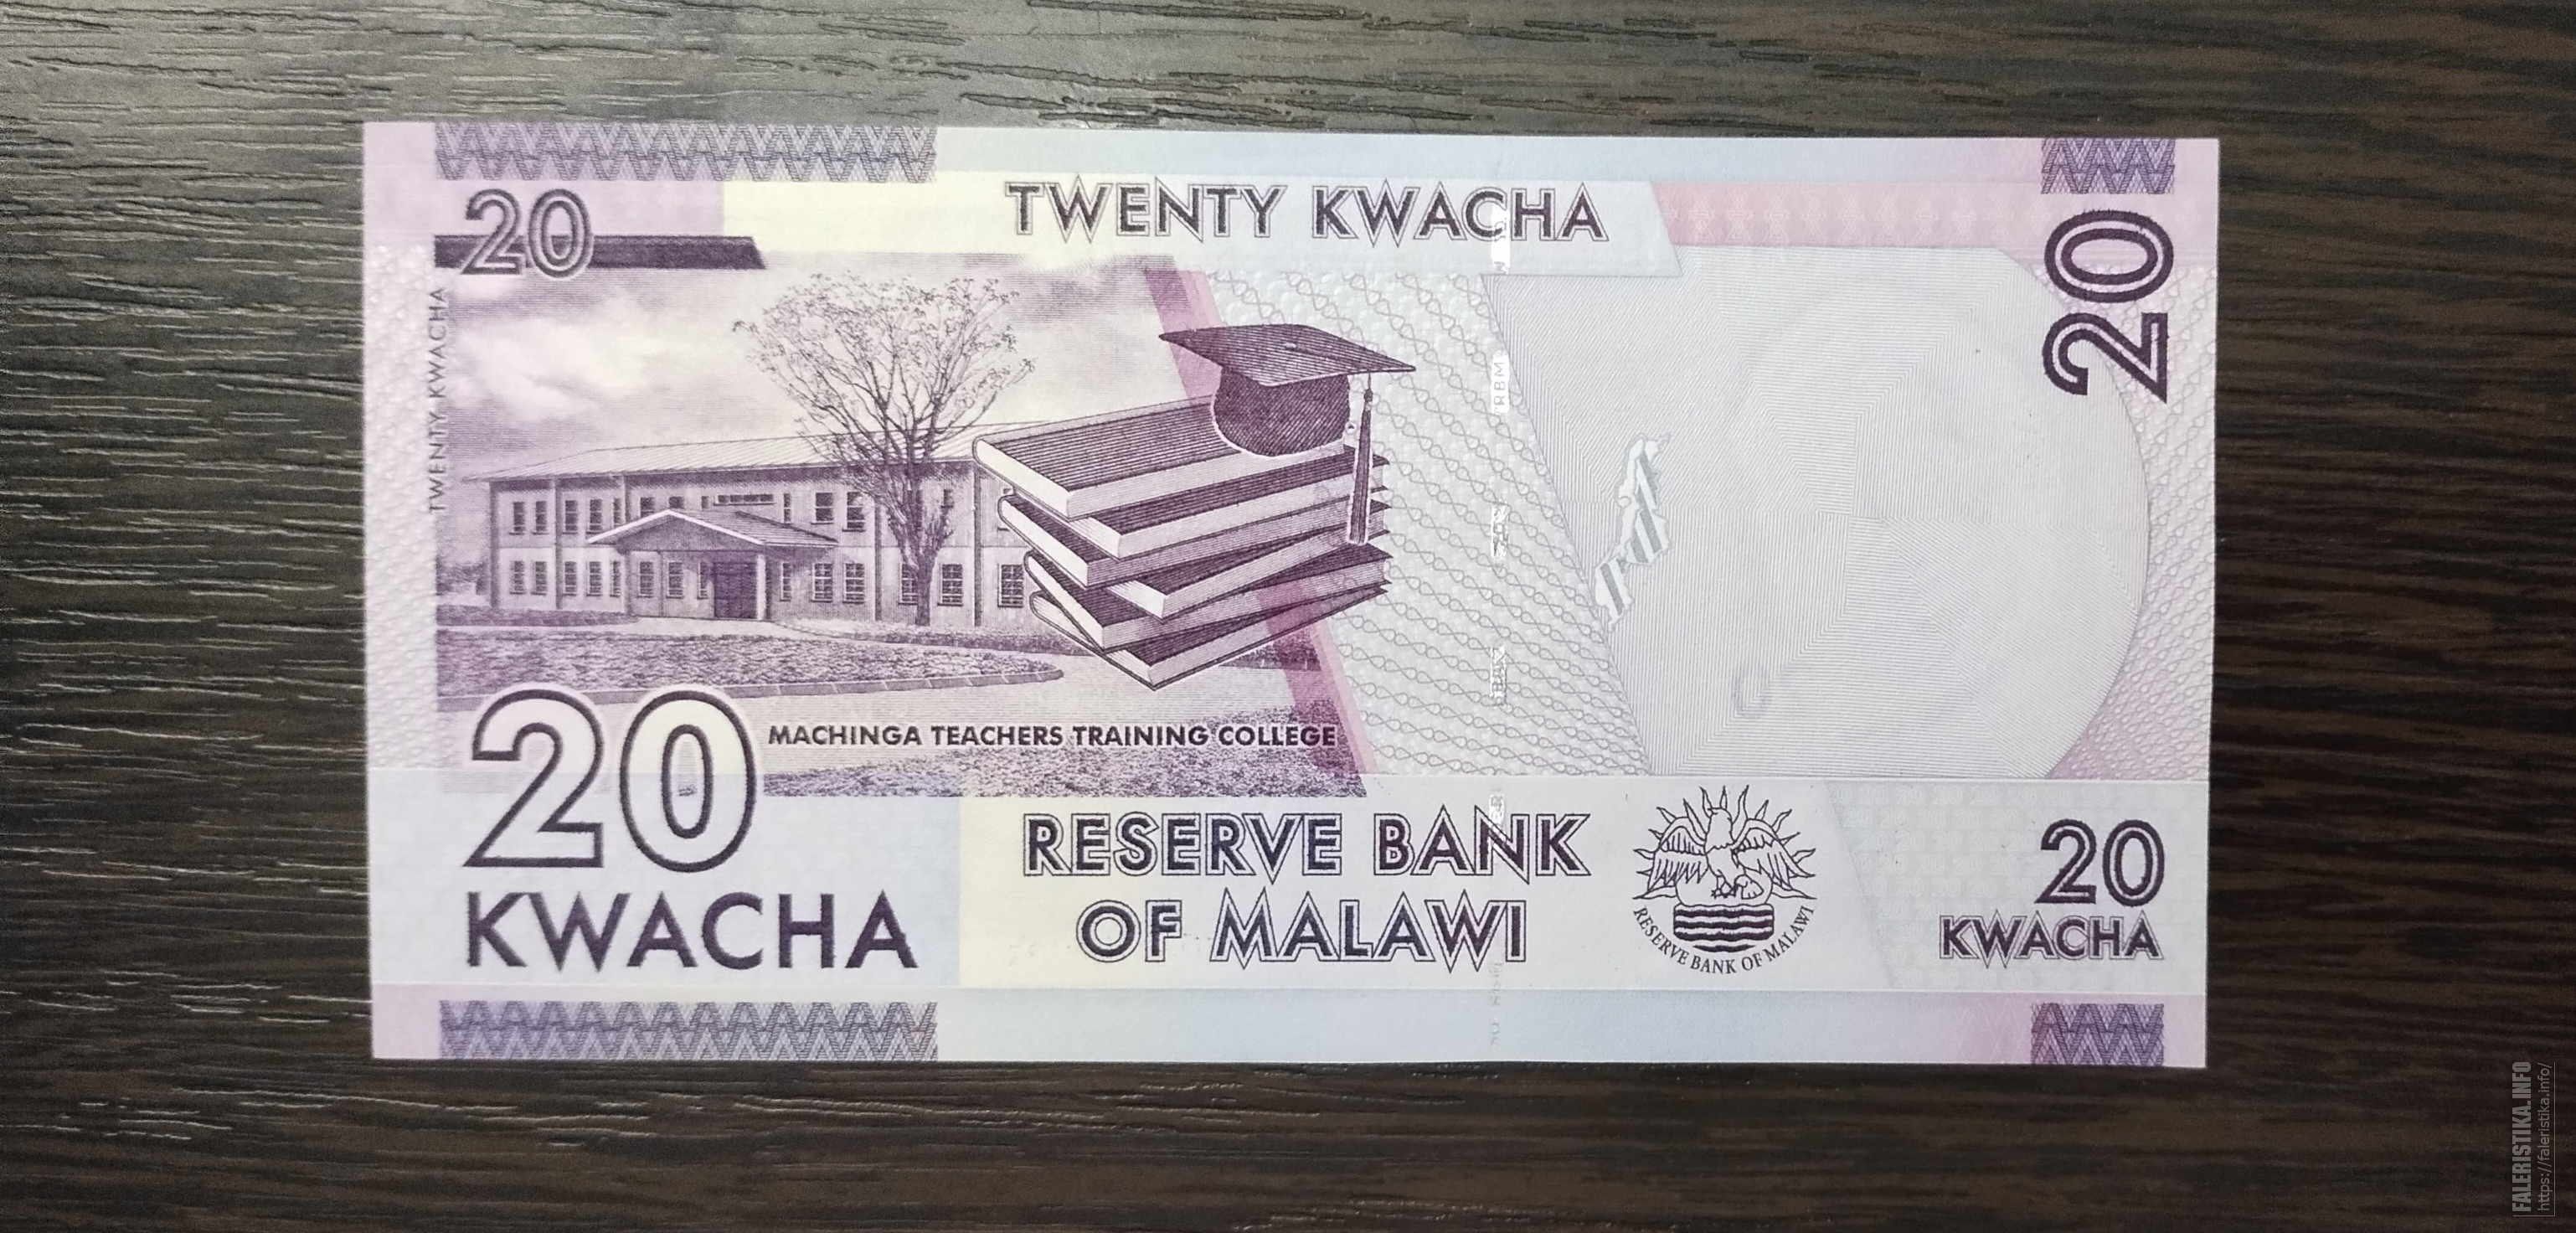 20
TWENTY KWACHA
20
TWENTY KWACHA
RBM
20
MACHINGA TEACHERS TRAINING COLLEGE
KWACHA
RESERVE BANK
OF MALAWI
RESERVE BANK OF MALAWI
20
KWACHA
FALERISTIKA.INFO
https://faleristika.info/